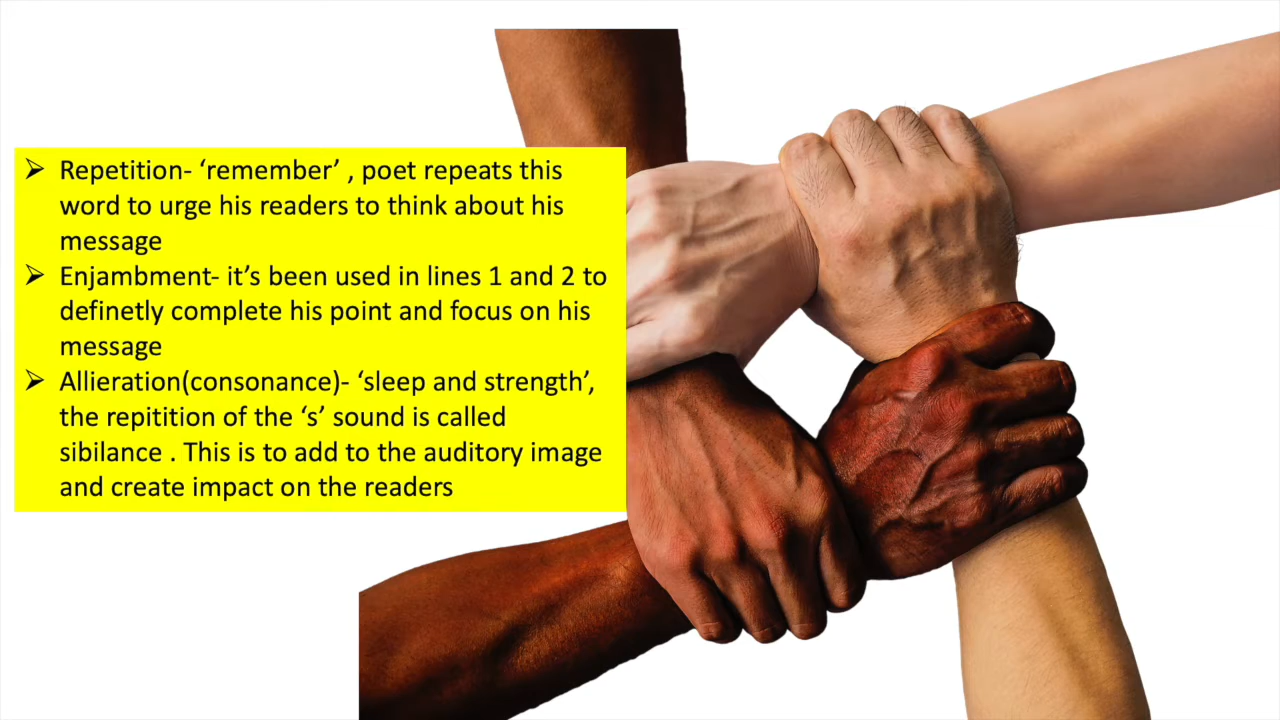 ➢ Repetition- ‘remember’ , poet repeats this
word to urge his readers to think about his
message
➢ Enjambment- it’s been used in lines 1 and 2 to
definetly complete his point and focus on his
message
➢ Allieration(consonance)- ‘sleep and strength’,
the repitition of the ‘s’ sound is called
sibilance . This is to add to the auditory image
and create impact on the readers